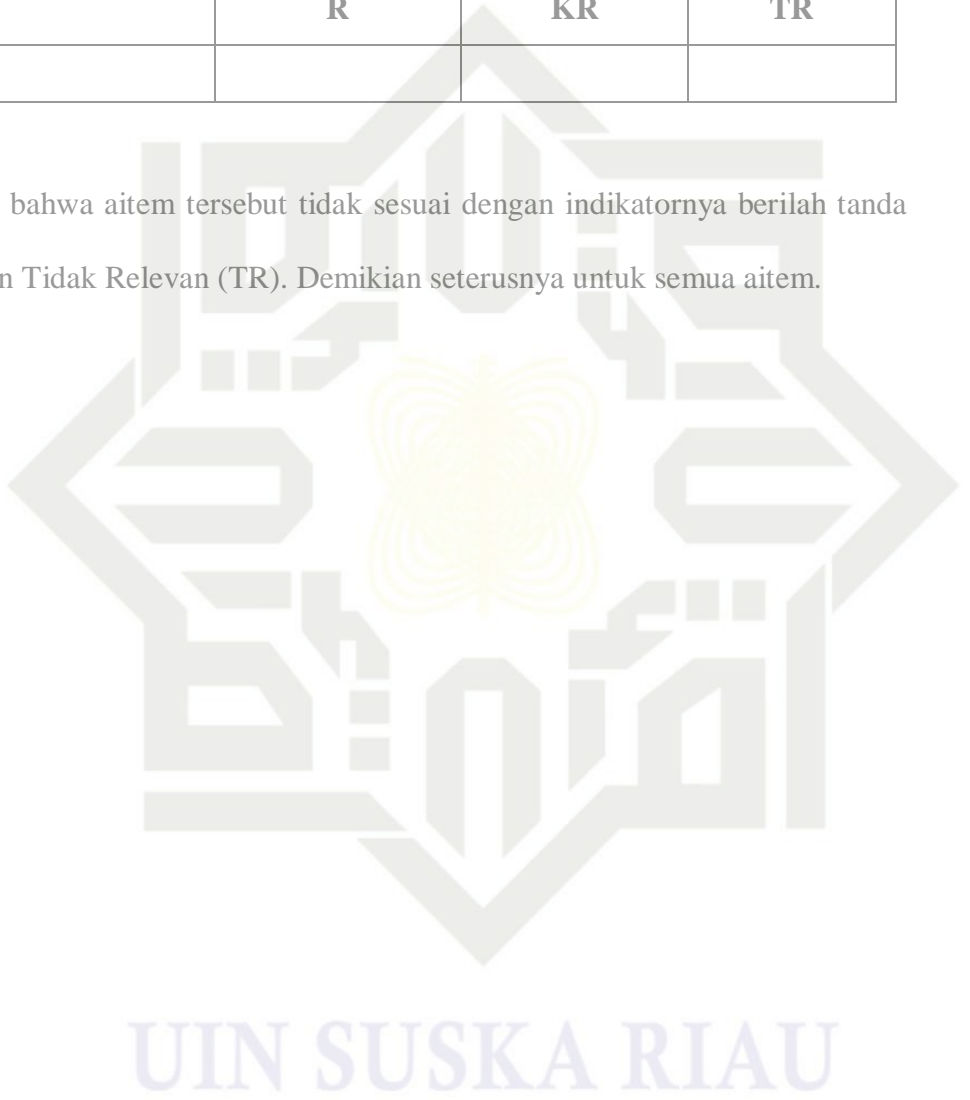 R KR TR
bahwa aitem tersebut tidak sesuai dengan indikatornya berilah tanda
n Tidak Relevan (TR). Demikian seterusnya untuk semua aitem.
UIN SUSKA RIAU